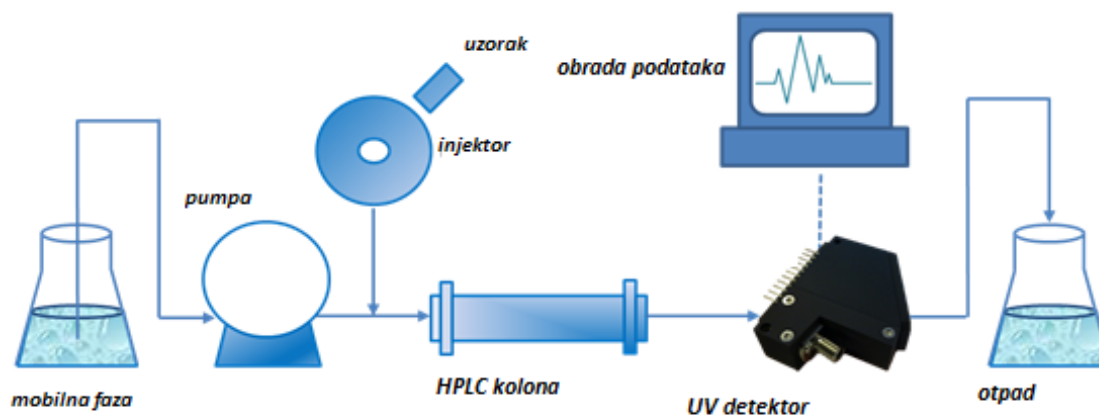 uzorak
obrada podataka
injektor
pumpa
mobilna faza
HPLC kolona
UV detektor
otpad